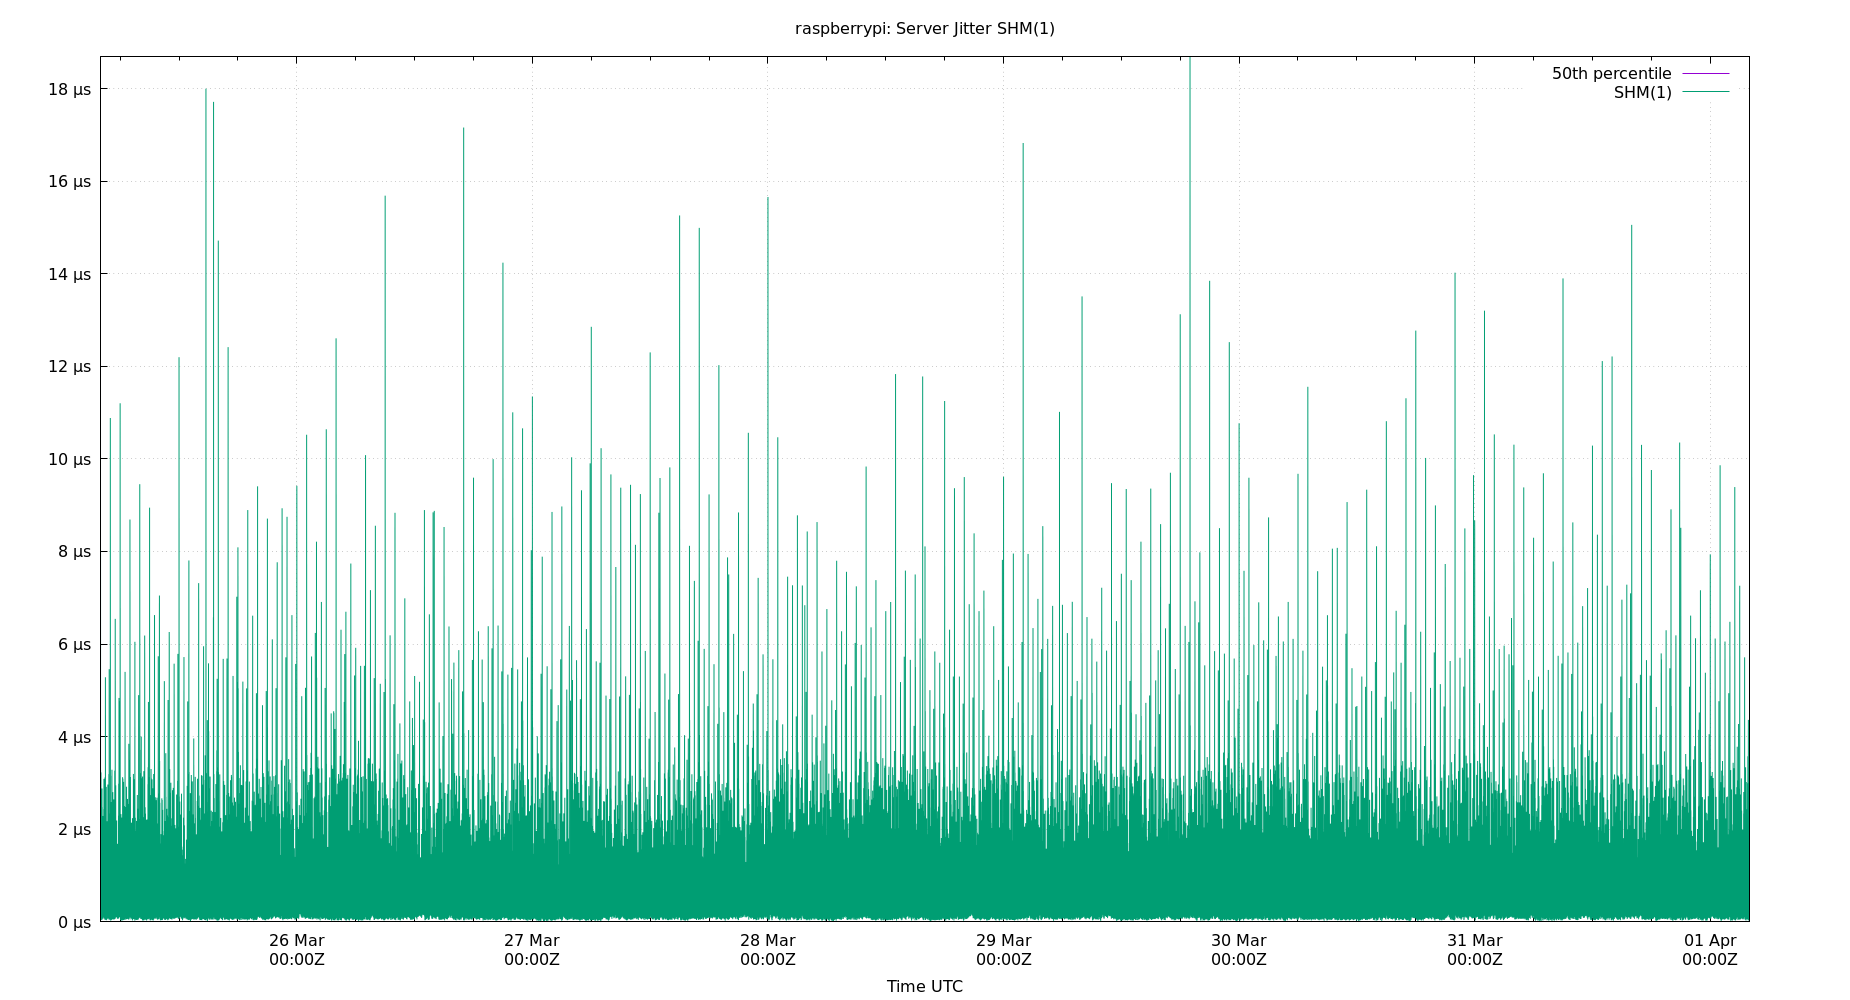 raspberrypi: Server Jitter SHM(1)
50th percentile
SHM(1)
18 µs
16 µs
14 µs
12 µs
10 µs
8 µs
6 µs
4 µs
2 µs
0 µs
26 Mar 27 Mar 28 Mar 29 Mar 30 Mar 31 Mar 01 Apr
00:00Z 00:00Z 00:00Z 00:00Z 00:00Z 00:00Z 00:00Z
Time UTC